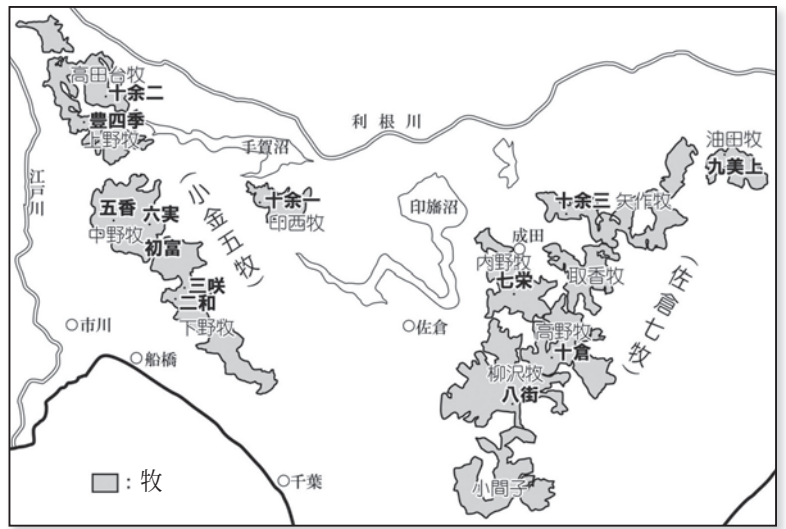 高田台牧
十余二
豊四季
上野牧
利根川
手賀沼
江戸川
五香
六実
中野牧
初富
(小金五牧)
十余一
印西牧
印旛沼
三咲
二和
下野牧
市川
船橋
佐倉
千葉
油田牧
九美上
十余三
矢作牧
成田
内野牧
七栄
取香牧
(佐倉七牧)
高野牧
十倉
柳沢牧
八街
小間子
：牧